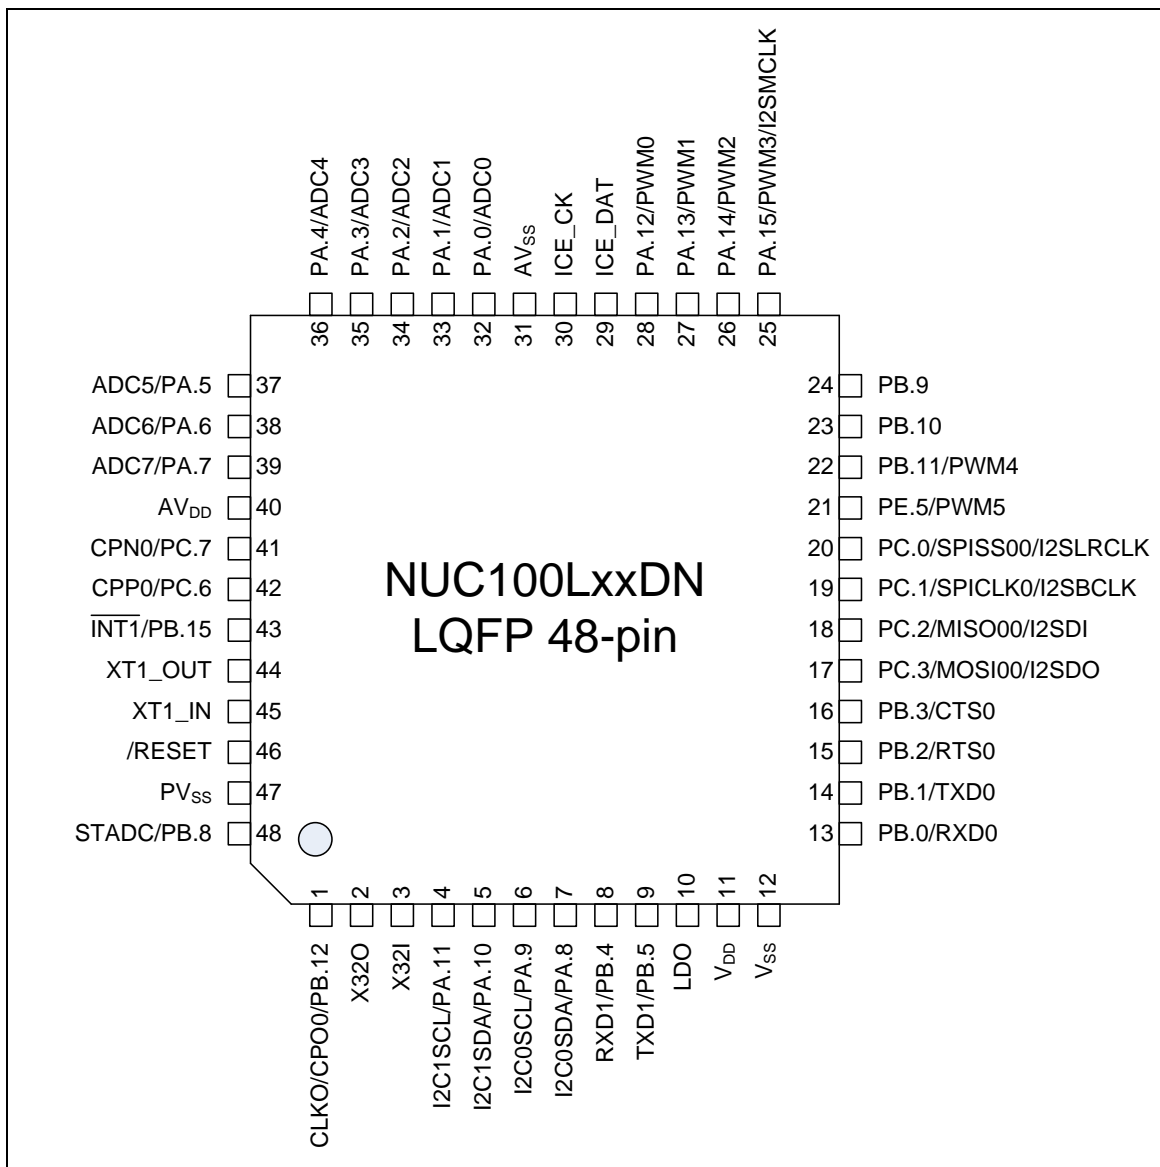 PA.4/ADC4
PA.3/ADC3
PA.2/ADC2
PA.1/ADC1
PA.0/ADC0
AVSS
ICE_CK
ICE_DAT
PA.12/PWM0
PA.13/PWM1
PA.14/PWM2
PA.15/PWM3/I2SMCLK
36 35 34 33 32 31 30 29 28 27 26 25
ADC5/PA.5 37
ADC6/PA.6 38
ADC7/PA.7 39
AVDD 40
CPN0/PC.7 41
CPP0/PC.6 42
INT1/PB.15 43
XT1_OUT 44
XT1_IN 45
/RESET 46
PVSS 47
STADC/PB.8 48
NUC100LxxDN
LQFP 48-pin
24 PB.9
23 PB.10
22 PB.11/PWM4
21 PE.5/PWM5
20 PC.0/SPISS00/I2SLRCLK
19 PC.1/SPICLK0/I2SBCLK
18 PC.2/MISO00/I2SDI
17 PC.3/MOSI00/I2SDO
16 PB.3/CTS0
15 PB.2/RTS0
14 PB.1/TXD0
13 PB.0/RXD0
1 2 3 4 5 6 7 8 9 10 11 12
CLKO/CPO0/PB.12
X32O
X32I
I2C1SCL/PA.11
I2C1SDA/PA.10
I2C0SCL/PA.9
I2C0SDA/PA.8
RXD1/PB.4
TXD1/PB.5
LDO
VDD
VSS